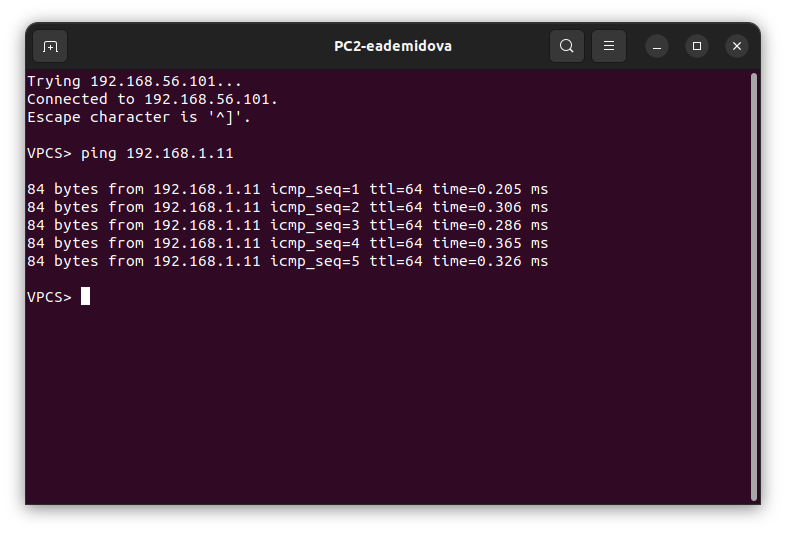 PC2-eademidova
Trying 192.168.56.101...
Connected to 192.168.56.101.
Escape character is '^]'.
VPCS> ping 192.168.1.11
84 bytes from 192.168.1.11 icmp_seq=1 ttl=64 time=0.205 ms
84 bytes from 192.168.1.11 icmp_seq=2 ttl=64 time=0.306 ms
84 bytes from 192.168.1.11 icmp_seq=3 ttl=64 time=0.286 ms
84 bytes from 192.168.1.11 icmp_seq=4 ttl=64 time=0.365 ms
84 bytes from 192.168.1.11 icmp_seq=5 ttl=64 time=0.326 ms
VPCS>